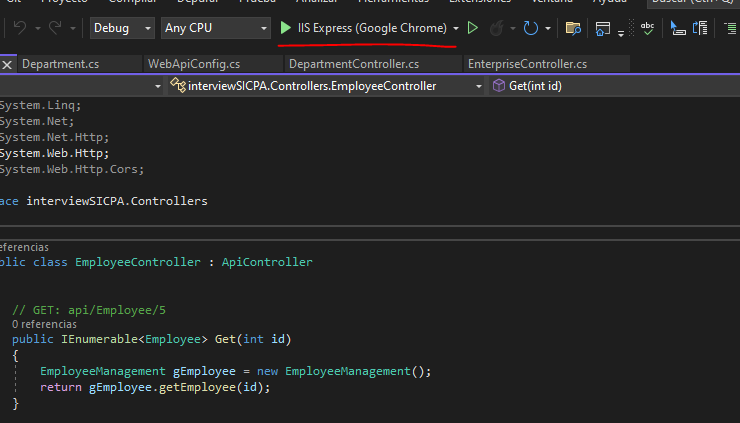 Debug Any CPU IIS Express (Google Chrome)
Department.cs WebApiConfig.cs DepartmentController.cs EnterpriseController.cs
interviewSICPA.Controllers.EmployeeController Get(int id)
System.Linq;
System.Net;
System.Net.Http;
System.Web.Http;
System.Web.Http.Cors;
ace interviewSICPA.Controllers
eferencias
blic class EmployeeController : ApiController
// GET: api/Employee/5
0 referencias
public IEnumerable<Employee> Get(int id)
{
EmployeeManagement gEmployee = new EmployeeManagement();
return gEmployee.getEmployee(id);
}